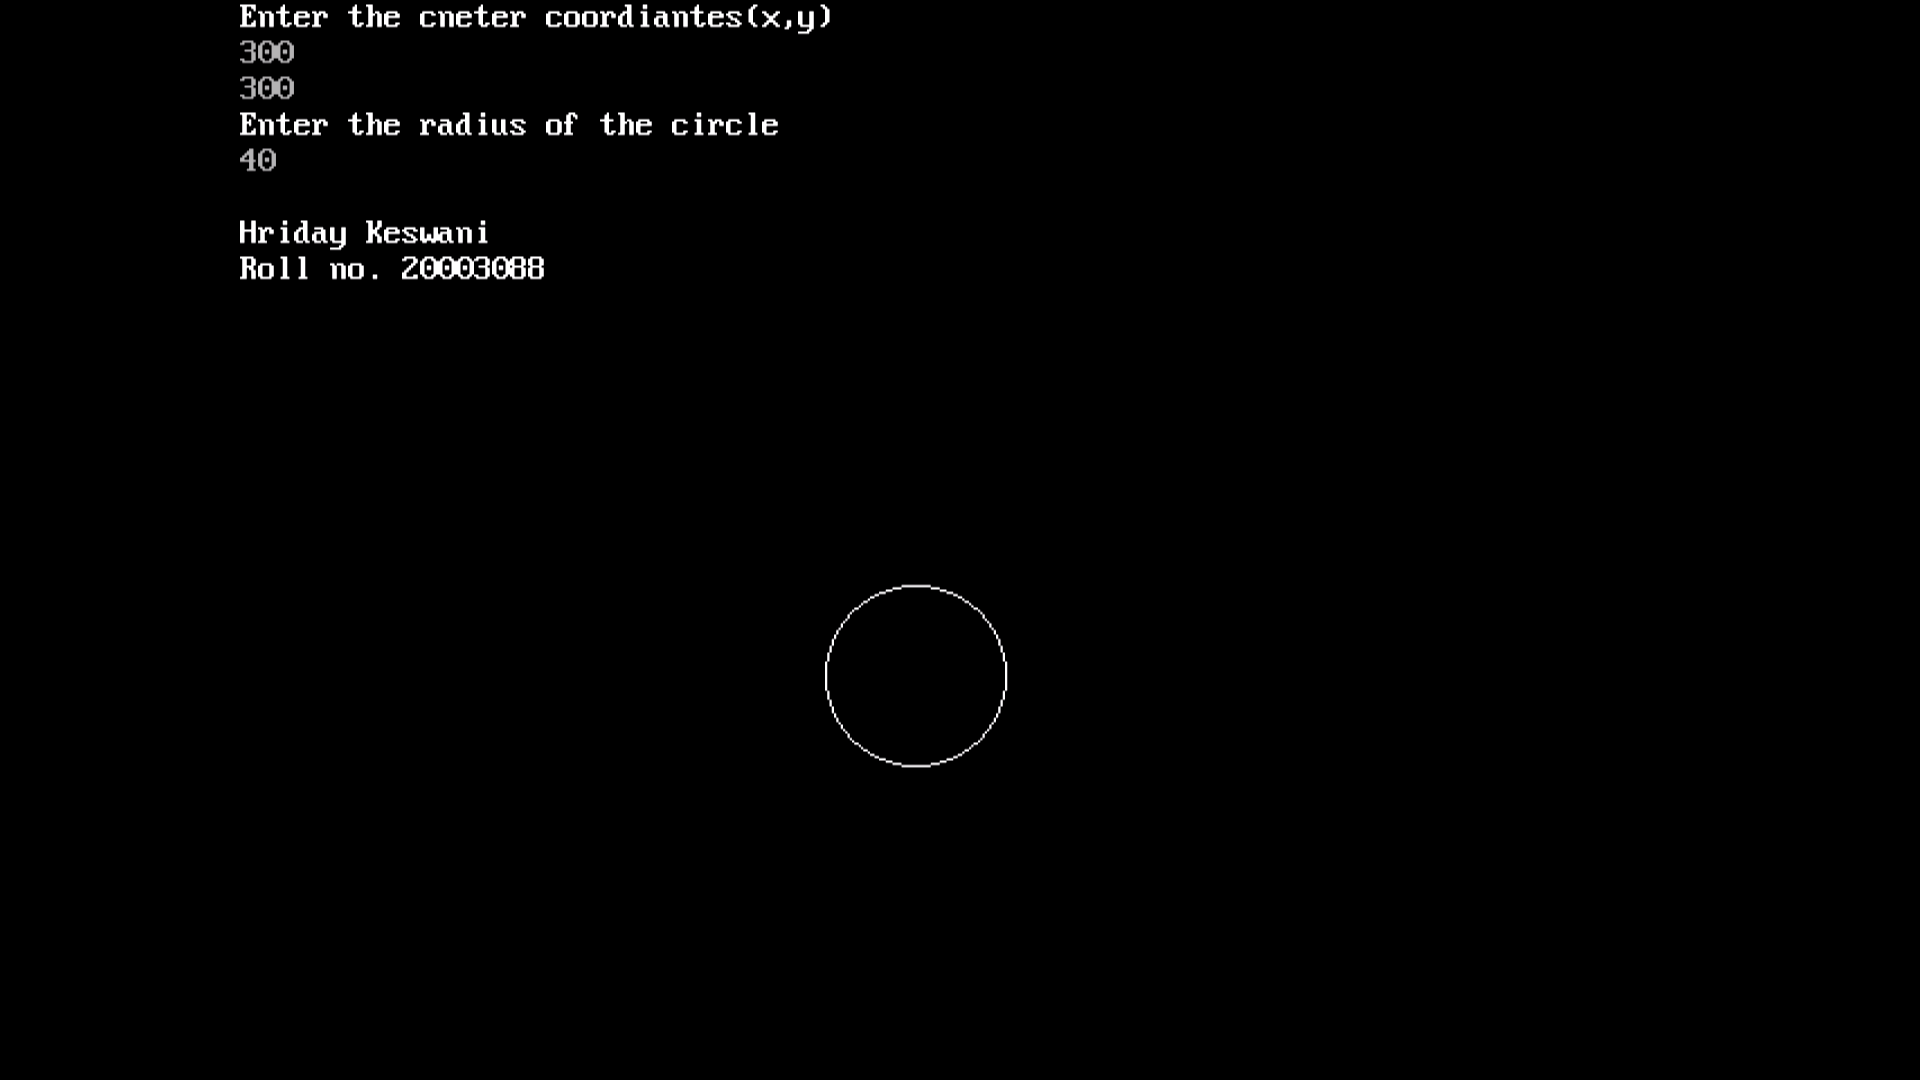 Enter the cneter coordiantes(x,y)
300
300
Enter the radius of the circle
40
Hriday Keswani
Roll no. 20003088